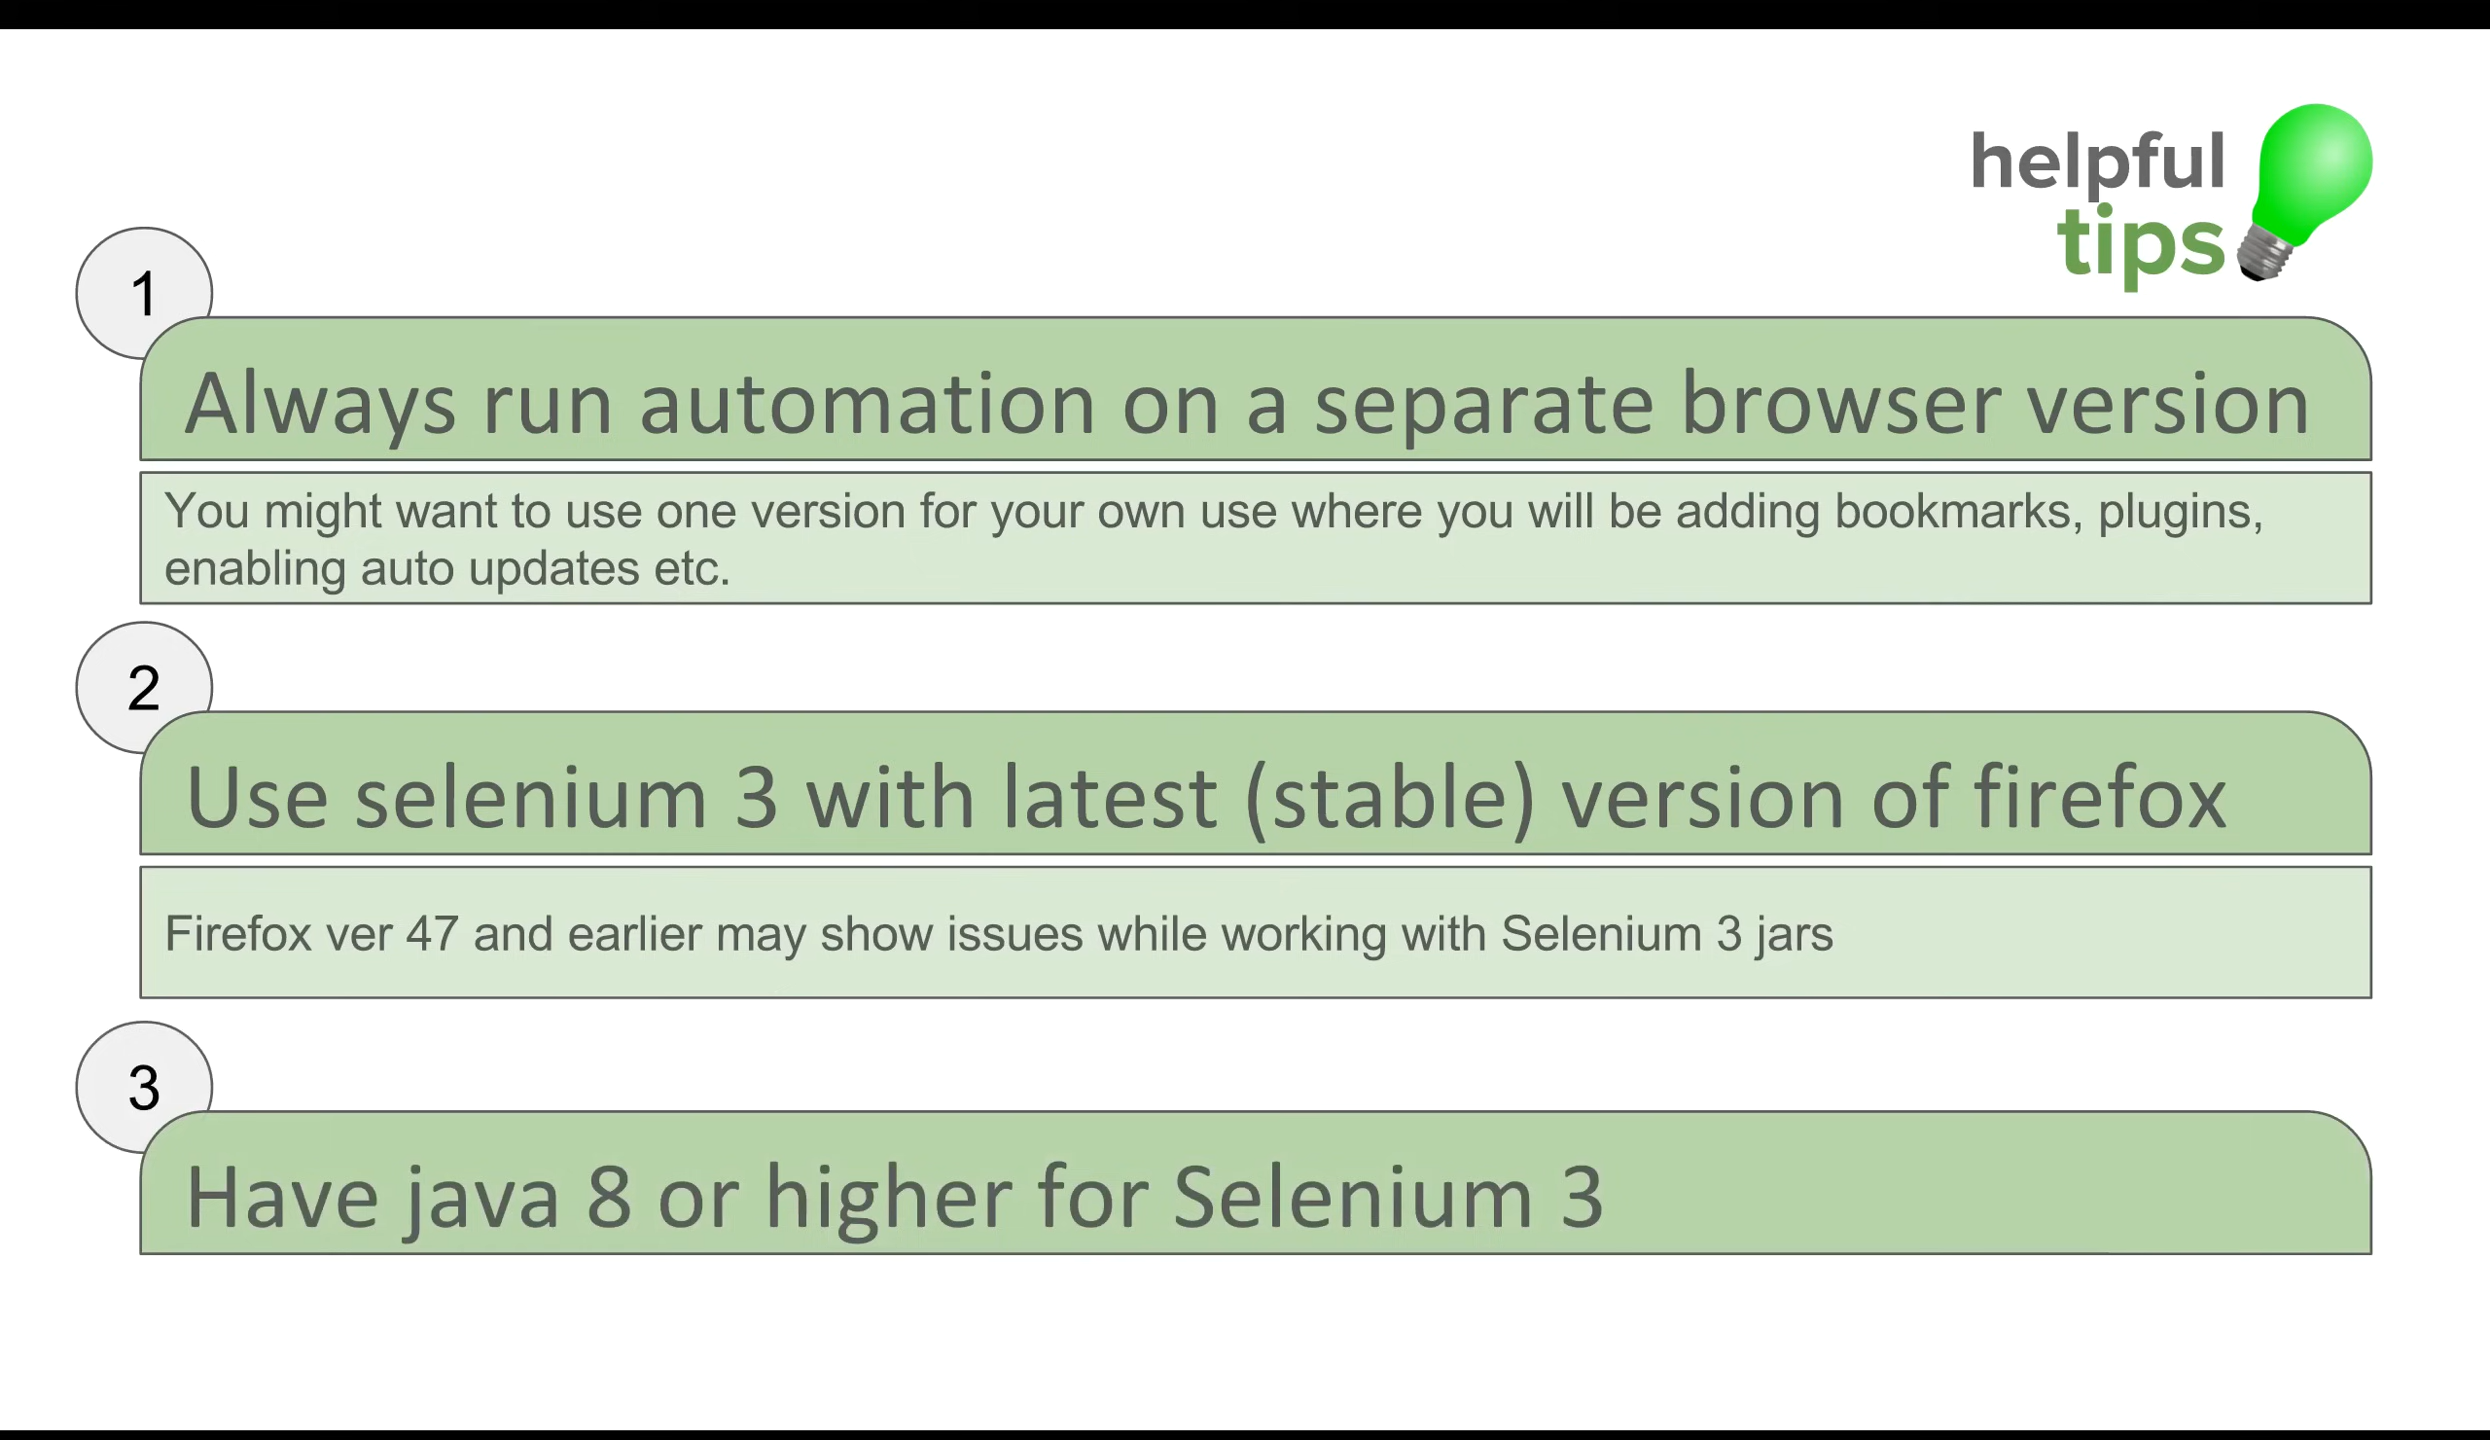 helpful
tips
1
Always run automation on a separate browser version
You might want to use one version for your own use where you will be adding bookmarks, plugins,
enabling auto updates etc.
2
Use selenium 3 with latest (stable) version of firefox
Firefox ver 47 and earlier may show issues while working with Selenium 3 jars
3
Have java 8 or higher for Selenium 3